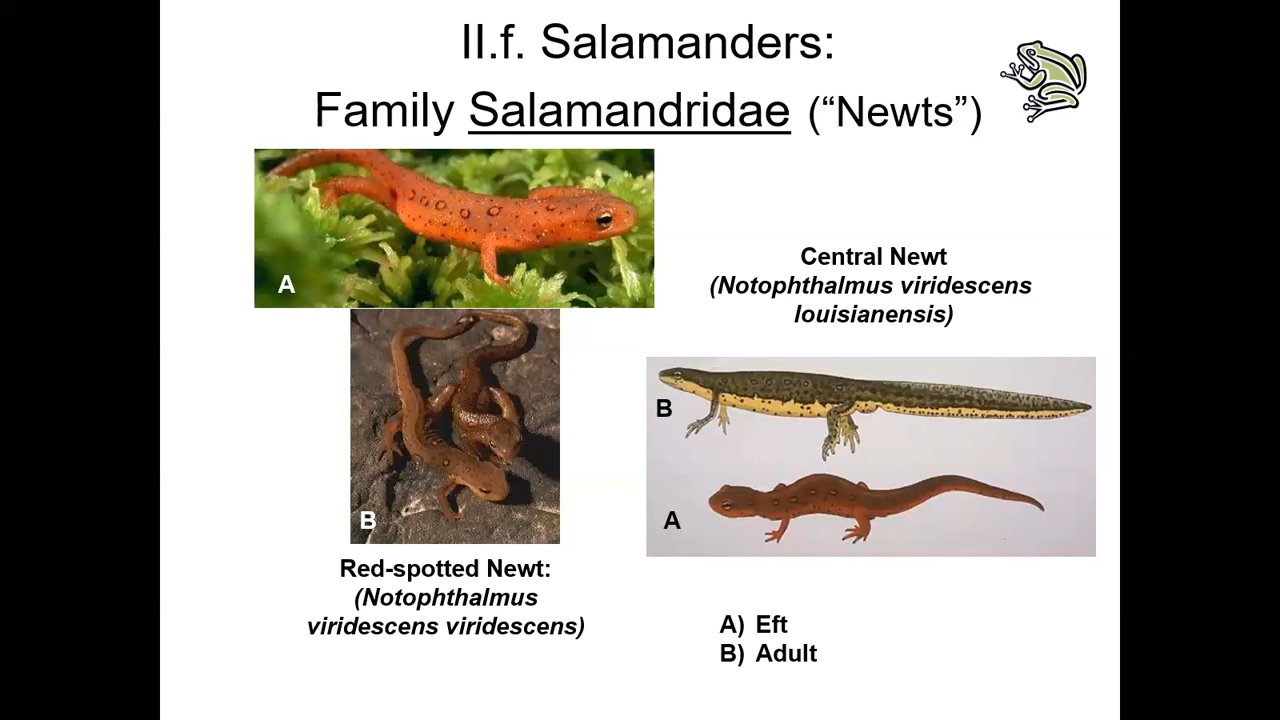 II.f. Salamanders:
Family Salamandridae (“Newts”)
A
B
Red-spotted Newt:
(Notophthalmus
viridescens viridescens)
Central Newt
(Notophthalmus viridescens
louisianensis)
B
A
A) Eft
B) Adult